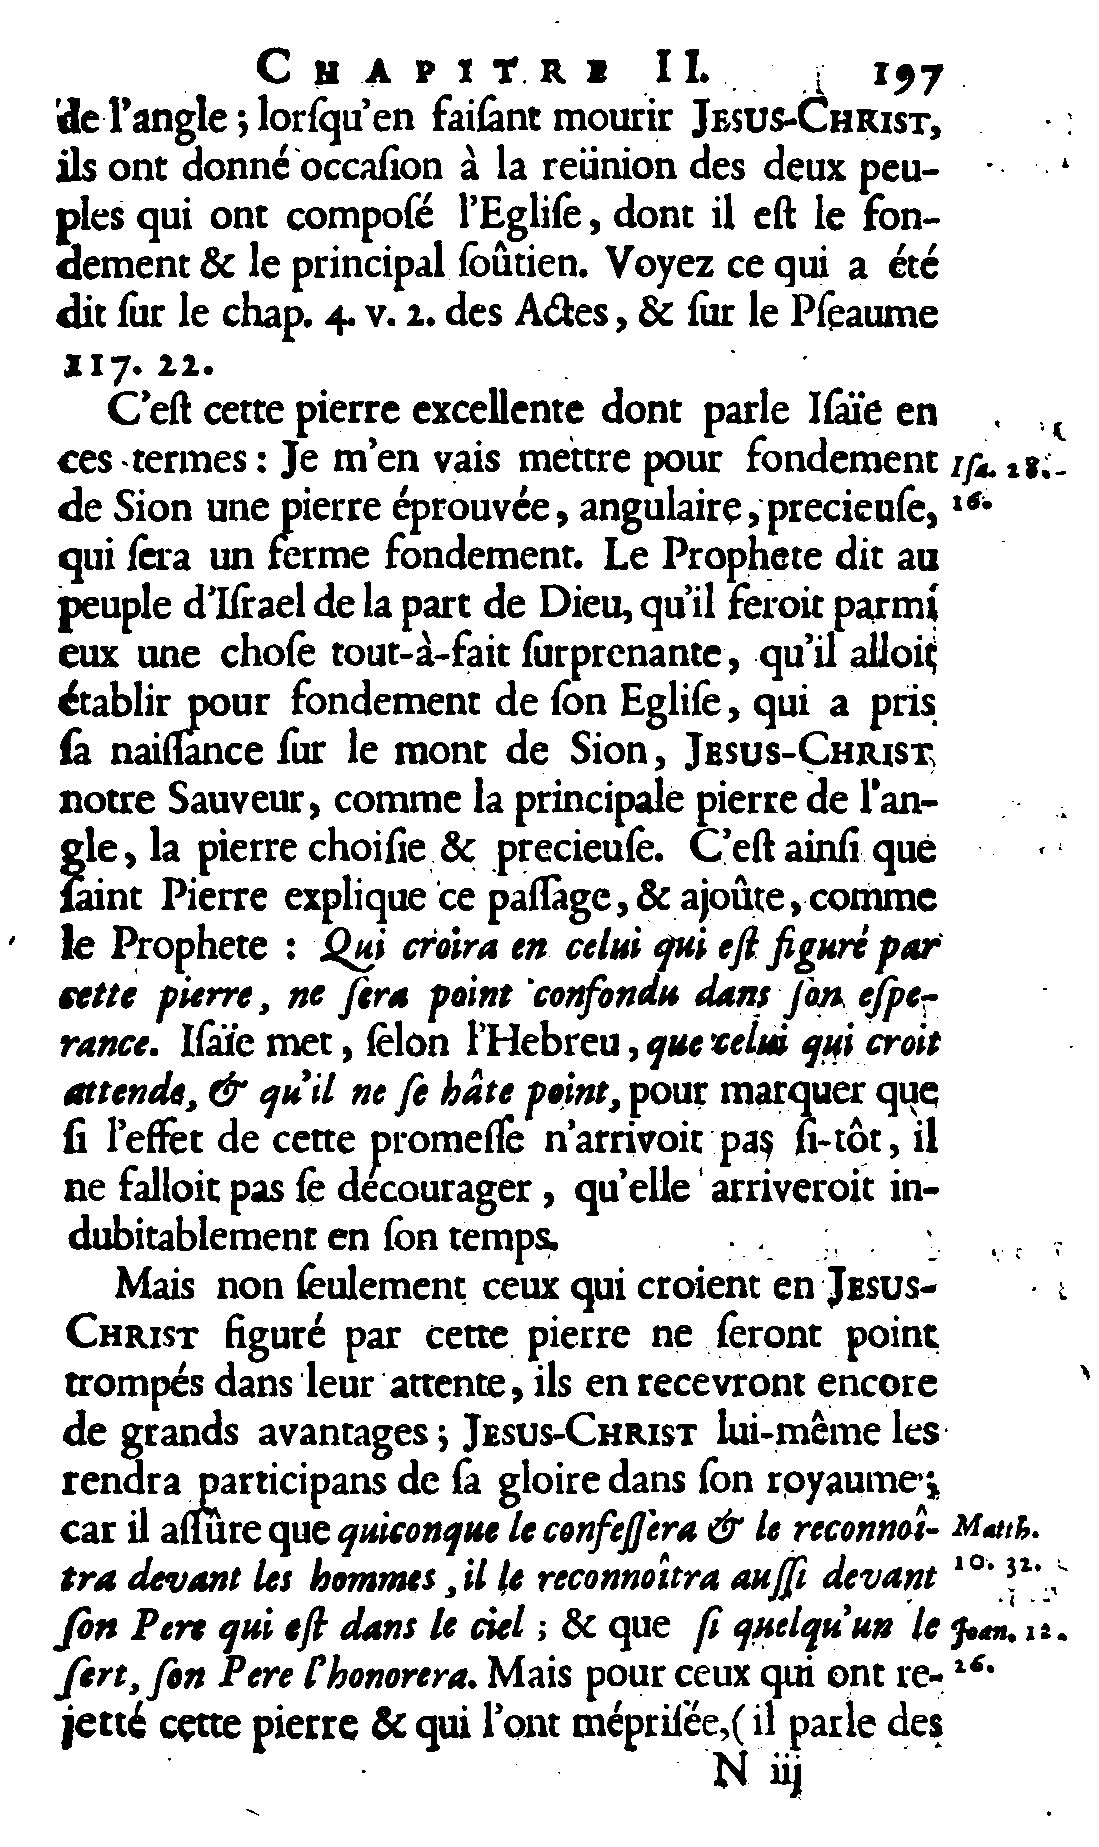 CHAPITRE II. 197
de l'angle ; lorſqu'en faiſant mourir JESUS-CHRIST,
ils ont donné occaſion à la reünion des deux peu-
ples qui ont compoſé l'Egliſe, dont il eſt le fon-
dement & le principal ſoûtien. Voyez ce qui a été
dit ſur le chap. 4. v. 2. des Actes, & ſur le Pſeaume
117. 22.
C'eſt cette pierre excellente dont parle Iſaïe en
ces termes : Je m'en vais mettre pour fondement Iſa. 28.
de Sion une pierre éprouvée, angulaire, precieuſe, 16.
qui ſera un ferme fondement. Le Prophete dit au
peuple d'Iſrael de la part de Dieu, qu'il feroit parmi
eux une choſe tout-à-fait ſurprenante, qu'il alloit
établir pour fondement de ſon Egliſe, qui a pris
ſa naiſſance ſur le mont de Sion, JESUS-CHRIST
notre Sauveur, comme la principale pierre de l'an-
gle, la pierre choiſie & precieuſe. C'eſt ainſi que
ſaint Pierre explique ce paſſage, & ajoûte, comme
le Prophete : Qui croira en celui qui eſt figuré par
cette pierre, ne ſera point confondu dans ſon eſpe-
rance. Iſaïe met, ſelon l'Hebreu, que celui qui croit
attende, & qu'il ne ſe hâte point, pour marquer que
ſi l'effet de cette promeſſe n'arrivoit pas ſi-tôt, il
ne falloit pas ſe décourager, qu'elle arriveroit in-
dubitablement en ſon temps.
Mais non ſeulement ceux qui croient en JESUS-
CHRIST figuré par cette pierre ne ſeront point
trompés dans leur attente, ils en recevront encore
de grands avantages ; JESUS-CHRIST lui-même les
rendra participans de ſa gloire dans ſon royaume ;
car il aſſûre que quiconque le confeſſera & le reconnoî- Matth.
tra devant les hommes, il le reconnoîtra auſſi devant 10. 32.
ſon Pere qui eſt dans le ciel ; & que ſi quelqu'un le Joan. 12.
ſert, ſon Pere l'honorera. Mais pour ceux qui ont re- 26.
jetté cette pierre & qui l'ont mépriſée, ( il parle des
N iij